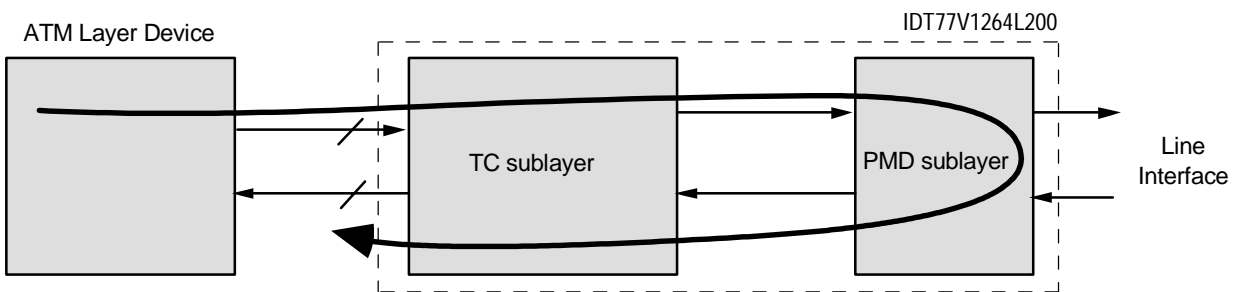 IDT77V1264L200
ATM Layer Device
TC sublayer
PMD sublayer
Line
Interface